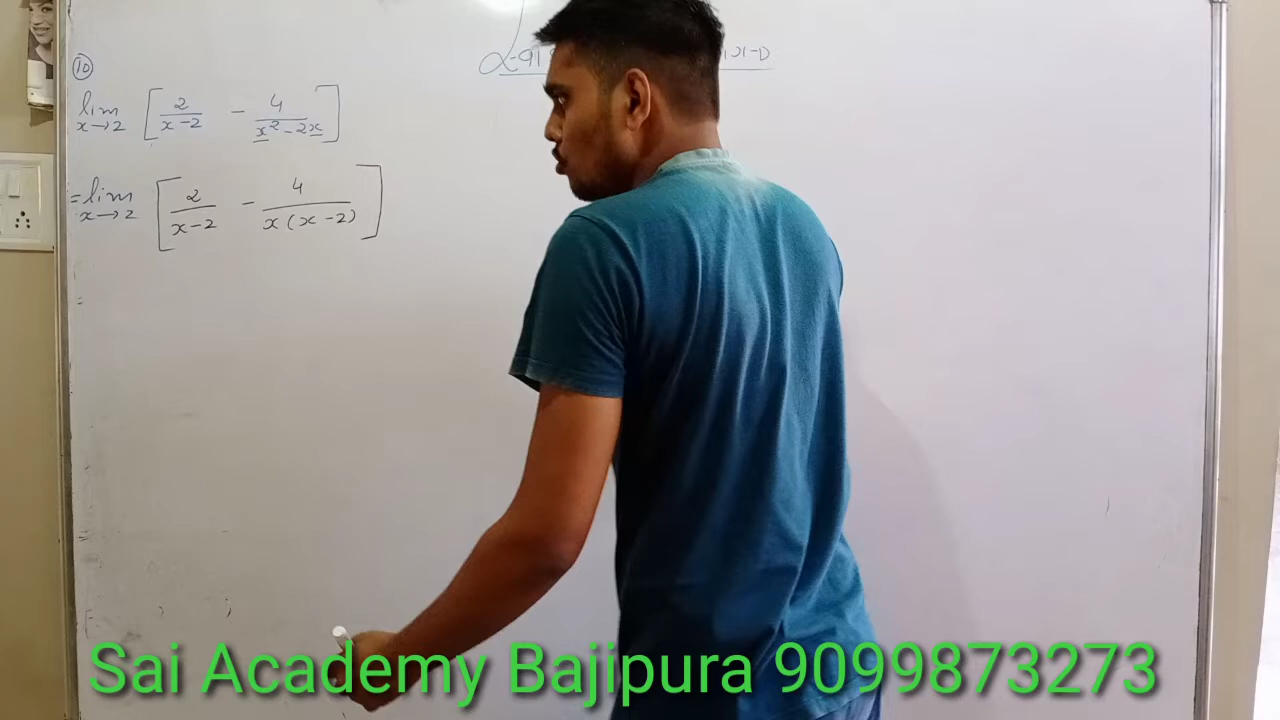 10
lim x→2 [ 2/(x-2) - 4/(x²-2x) ]
= lim x→2 [ 2/(x-2) - 4/(x(x-2)) ]
Sai Academy Bajipura 9099873273